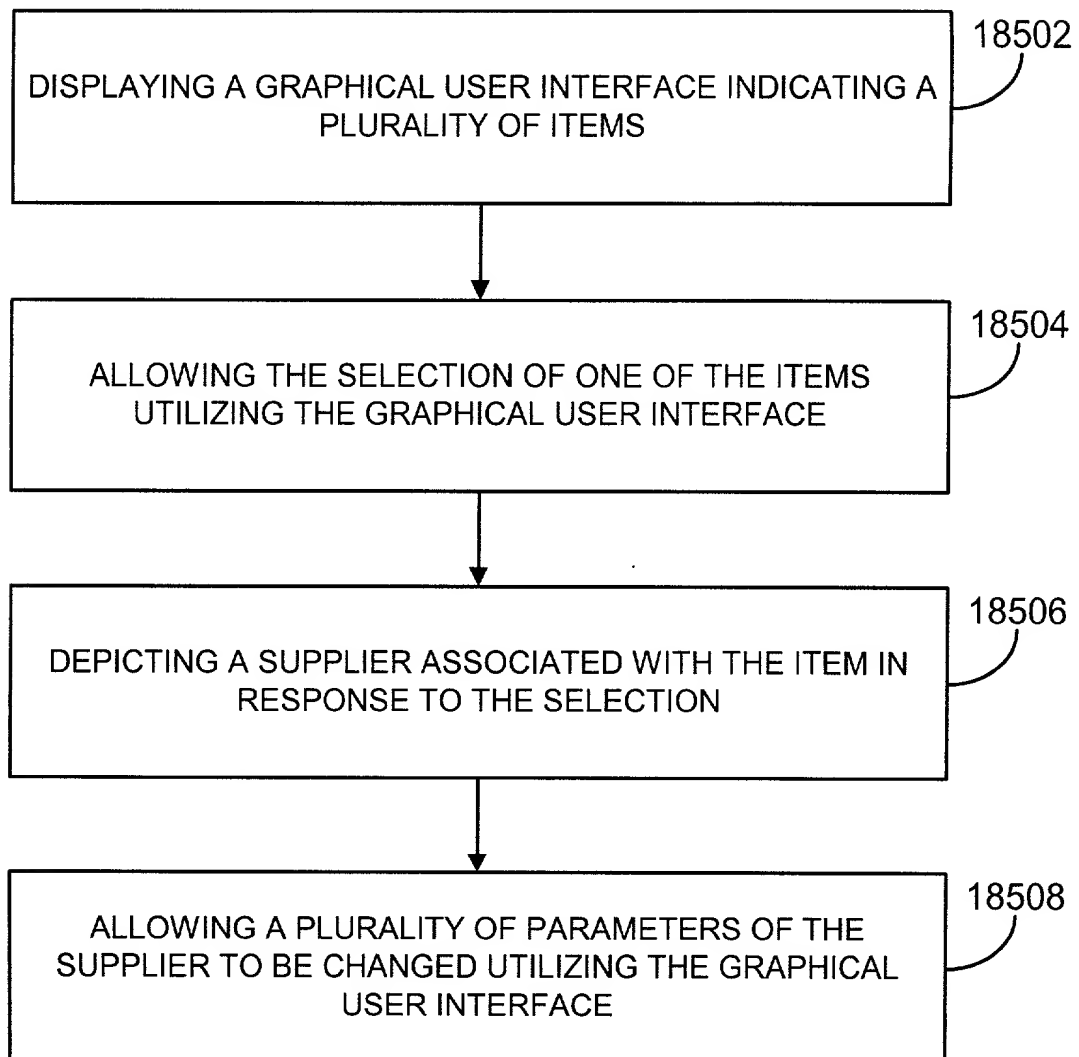 18502
DISPLAYING A GRAPHICAL USER INTERFACE INDICATING A
PLURALITY OF ITEMS
18504
ALLOWING THE SELECTION OF ONE OF THE ITEMS
UTILIZING THE GRAPHICAL USER INTERFACE
18506
DEPICTING A SUPPLIER ASSOCIATED WITH THE ITEM IN
RESPONSE TO THE SELECTION
18508
ALLOWING A PLURALITY OF PARAMETERS OF THE
SUPPLIER TO BE CHANGED UTILIZING THE GRAPHICAL
USER INTERFACE